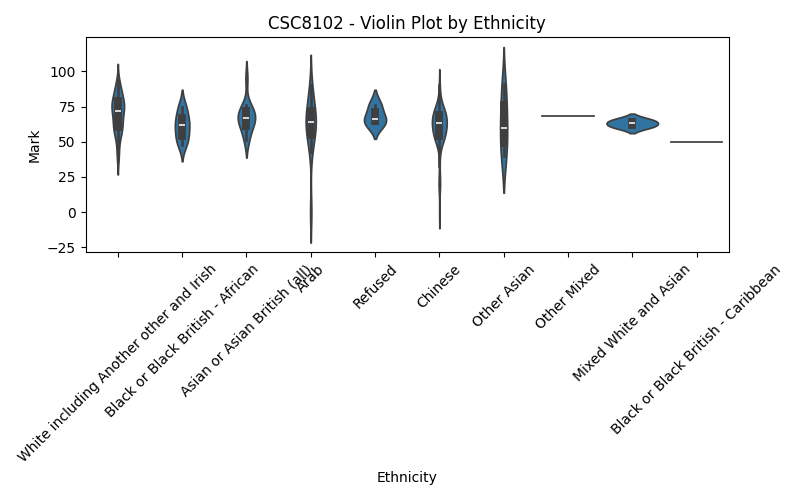 CSC8102 - Violin Plot by Ethnicity
Mark
100
75
50
25
0
−25
White including Another other and Irish
Black or Black British - African
Asian or Asian British (all)
Arab
Refused
Chinese
Other Asian
Other Mixed
Mixed White and Asian
Black or Black British - Caribbean
Ethnicity